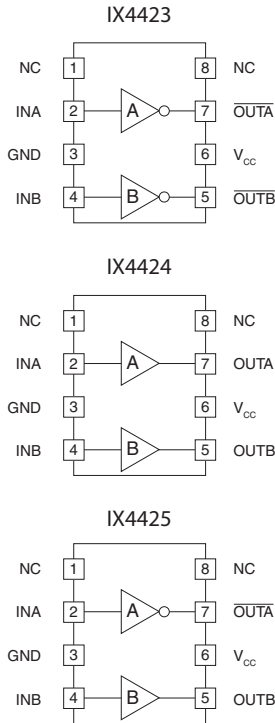 IX4423
NC 1 8 NC
INA 2 A 7 OUTA
GND 3 6 Vcc
INB 4 B 5 OUTB
IX4424
NC 1 8 NC
INA 2 A 7 OUTA
GND 3 6 Vcc
INB 4 B 5 OUTB
IX4425
NC 1 8 NC
INA 2 A 7 OUTA
GND 3 6 Vcc
INB 4 B 5 OUTB